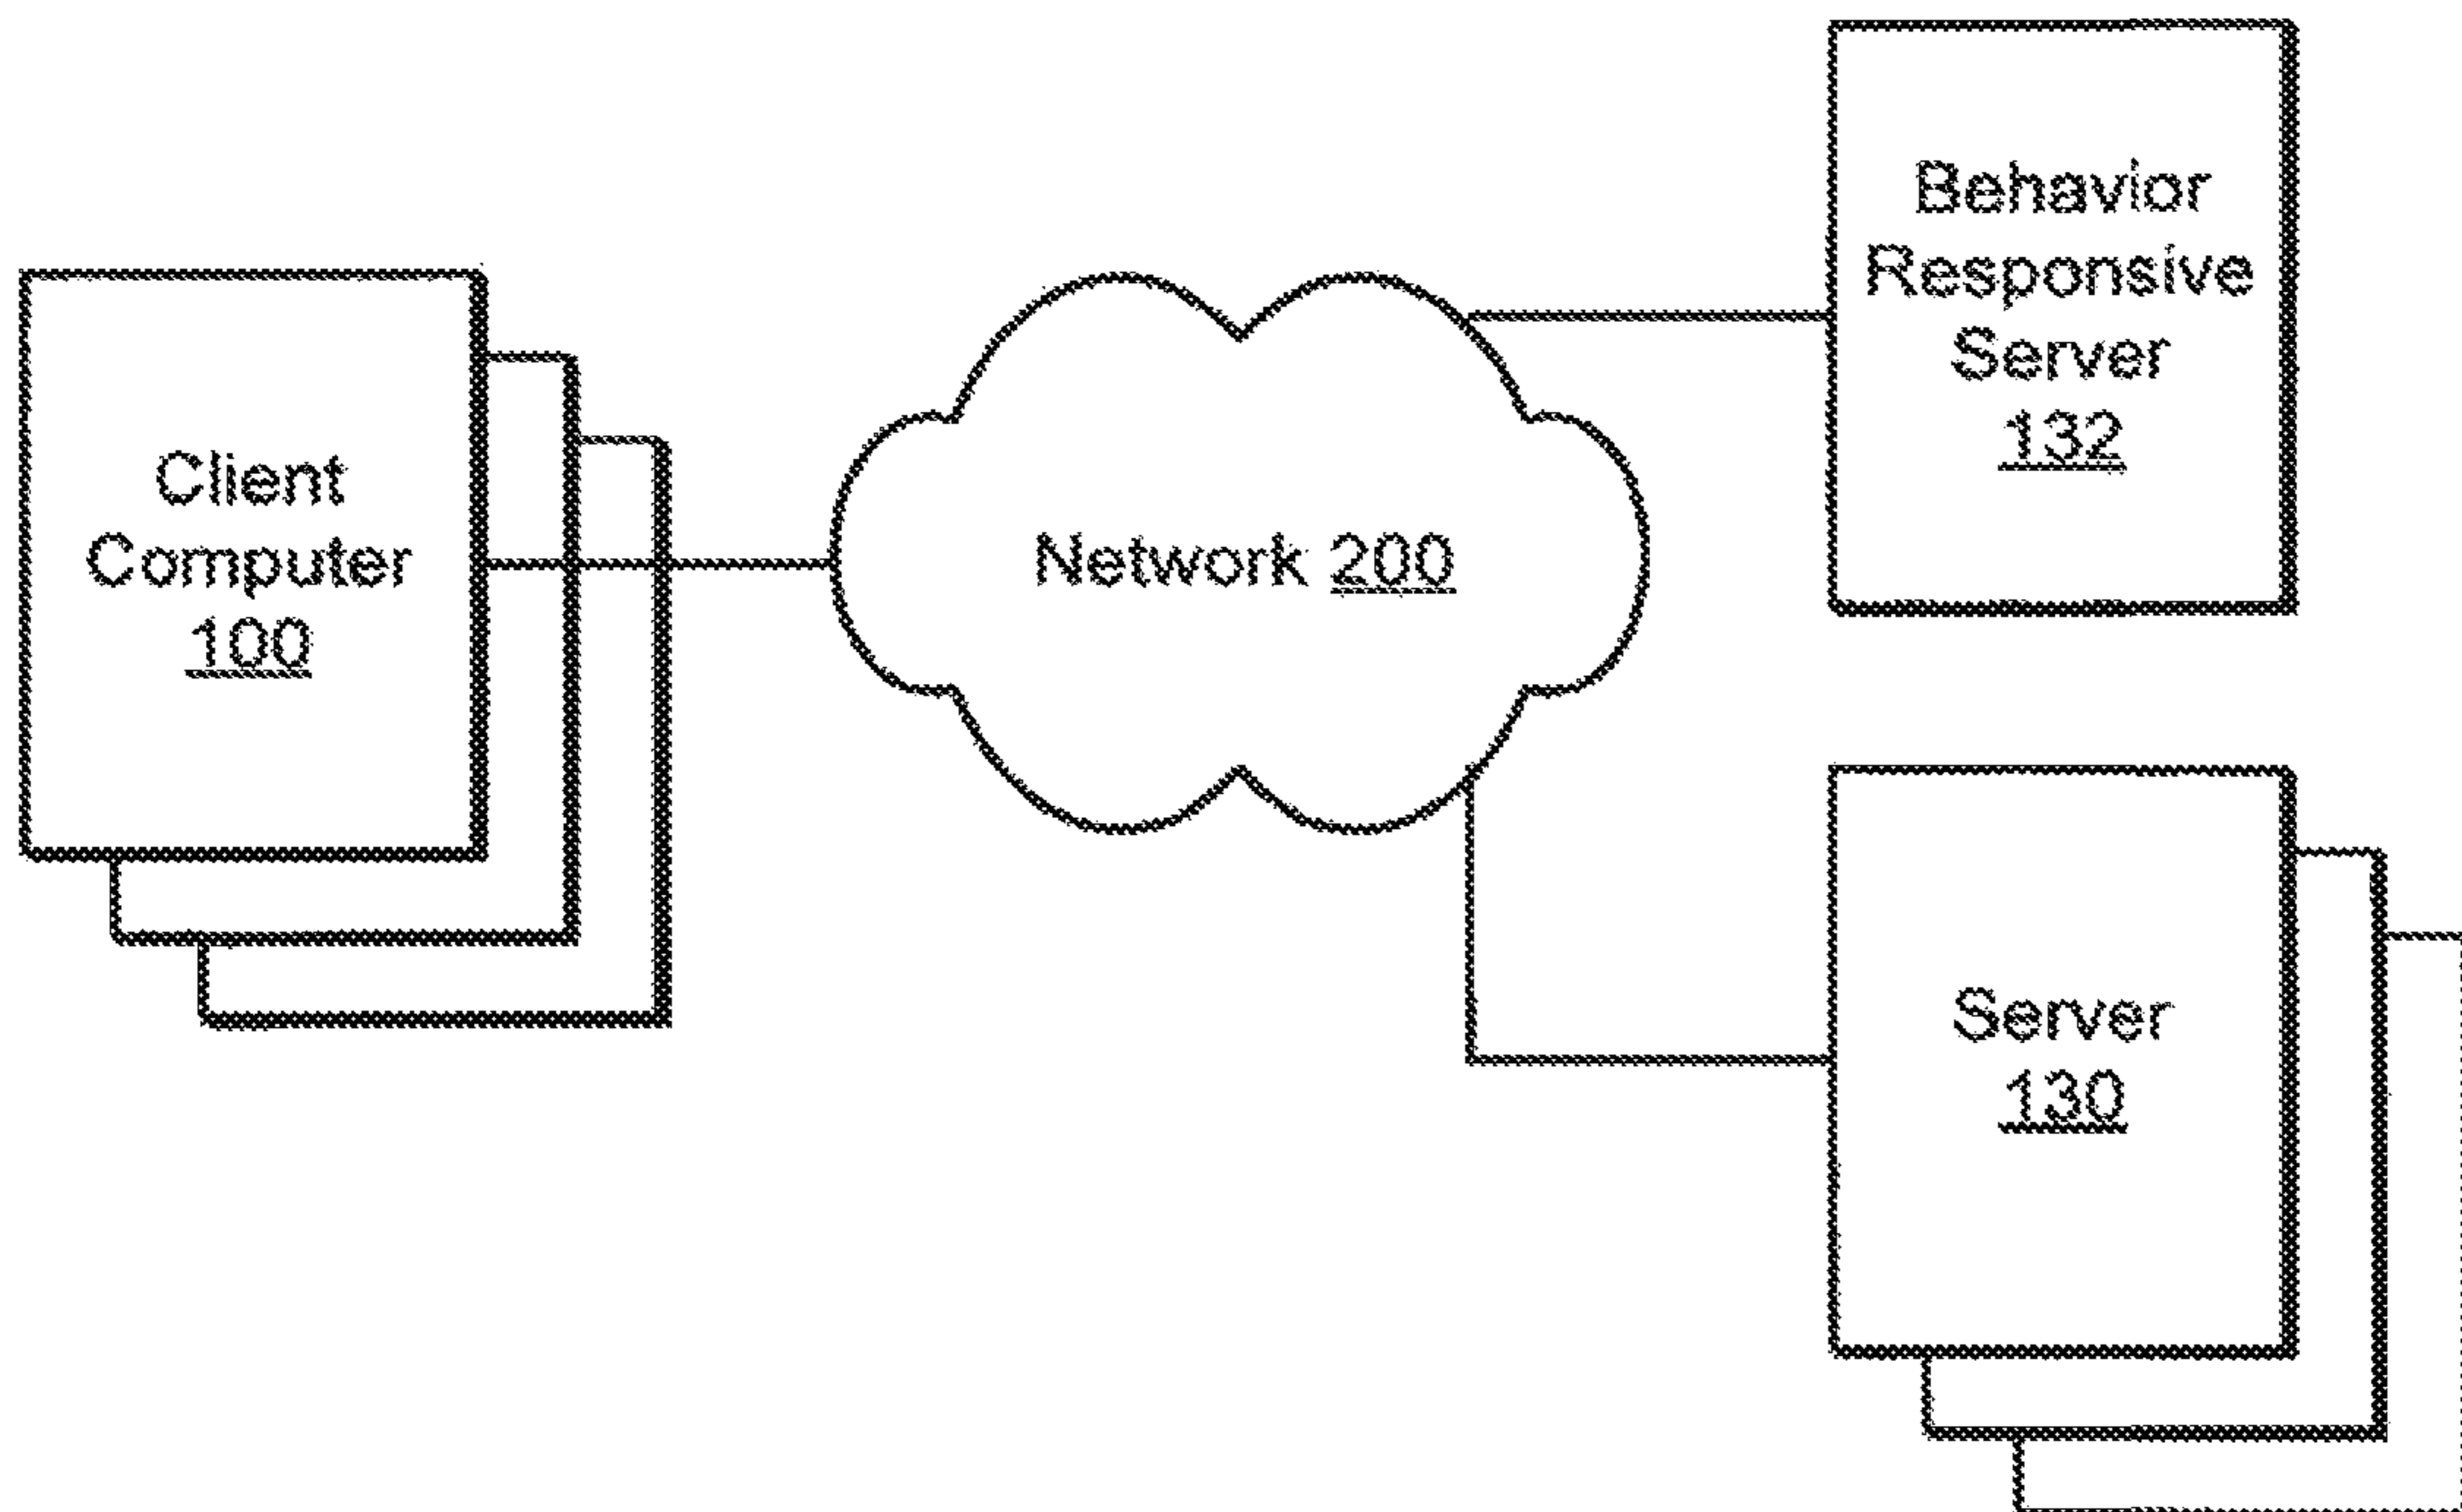 Client
Computer
100
Network 200
Behavior
Responsive
Server
132
Server
130